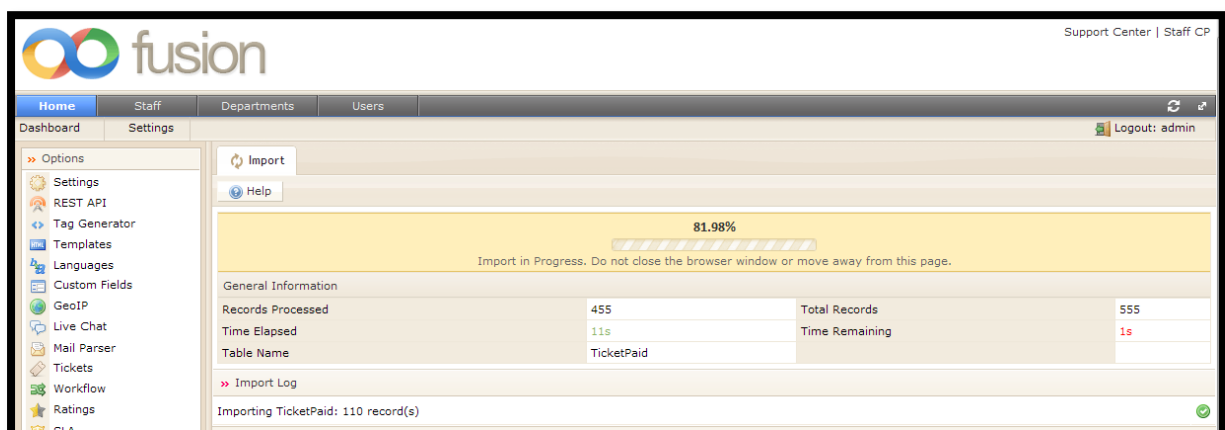 Support Center | Staff CP
fusion
Home Staff Departments Users
Dashboard Settings Logout: admin
» Options
Settings
REST API
Tag Generator
HTML Templates
Languages
Custom Fields
GeoIP
Live Chat
Mail Parser
Tickets
Workflow
Ratings
SLA
Import
Help
81.98%
Import in Progress. Do not close the browser window or move away from this page.
General Information
Records Processed 455 Total Records 555
Time Elapsed 11s Time Remaining 1s
Table Name TicketPaid
» Import Log
Importing TicketPaid: 110 record(s)